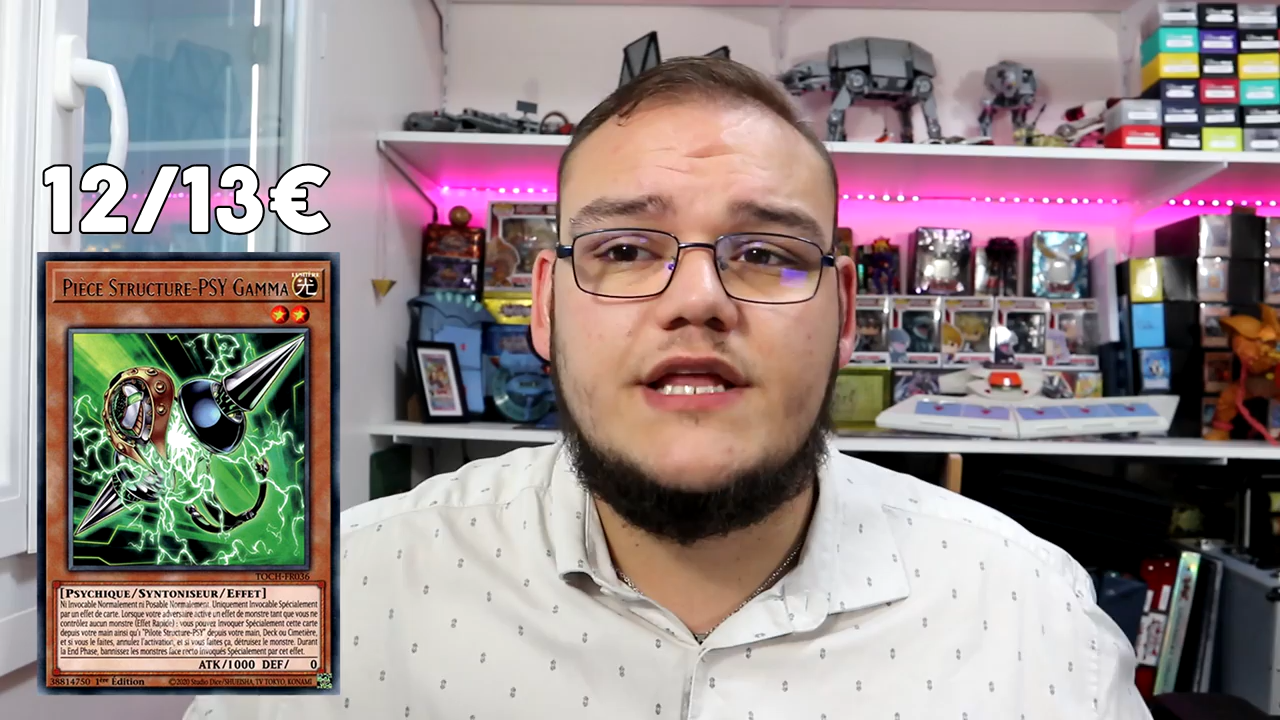 12/13€
Pièce Structure-PSY Gamma
LUMIÈRE
光
TOCH-FR036
[Psychique/Syntoniseur/Effet]
Ni Invocable Normalement ni Posable Normalement. Uniquement Invocable Spécialement
par un effet de carte. Lorsque votre adversaire active un effet de monstre tant que vous ne
contrôlez aucun monstre (Effet Rapide) : vous pouvez Invoquer Spécialement cette carte
depuis votre main ainsi qu'1 "Pilote Structure-PSY" depuis votre main, Deck ou Cimetière,
et si vous le faites, annulez l'activation, et si vous faites ça, détruisez le monstre. Durant
la End Phase, bannissez les monstres face recto Invoqués Spécialement par cet effet.
ATK/1000 DEF/ 0
38814750 1ère Édition ©2020 Studio Dice/SHUEISHA, TV TOKYO, KONAMI